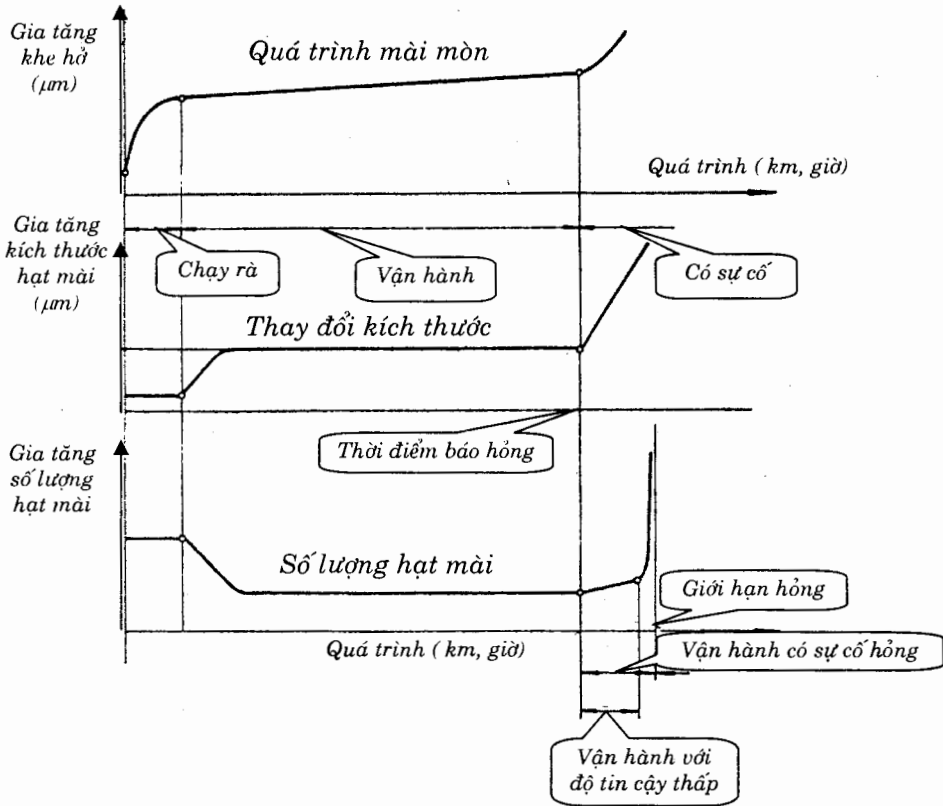 Gia tăng
khe hở
(μm)
Quá trình mài mòn
Quá trình ( km, giờ)
Gia tăng
kích thước
hạt mài
(μm)
Chạy rà
Vận hành
Có sự cố
Thay đổi kích thước
Thời điểm báo hỏng
Gia tăng
số lượng
hạt mài
Số lượng hạt mài
Giới hạn hỏng
Quá trình ( km, giờ)
Vận hành có sự cố hỏng
Vận hành với
độ tin cậy thấp